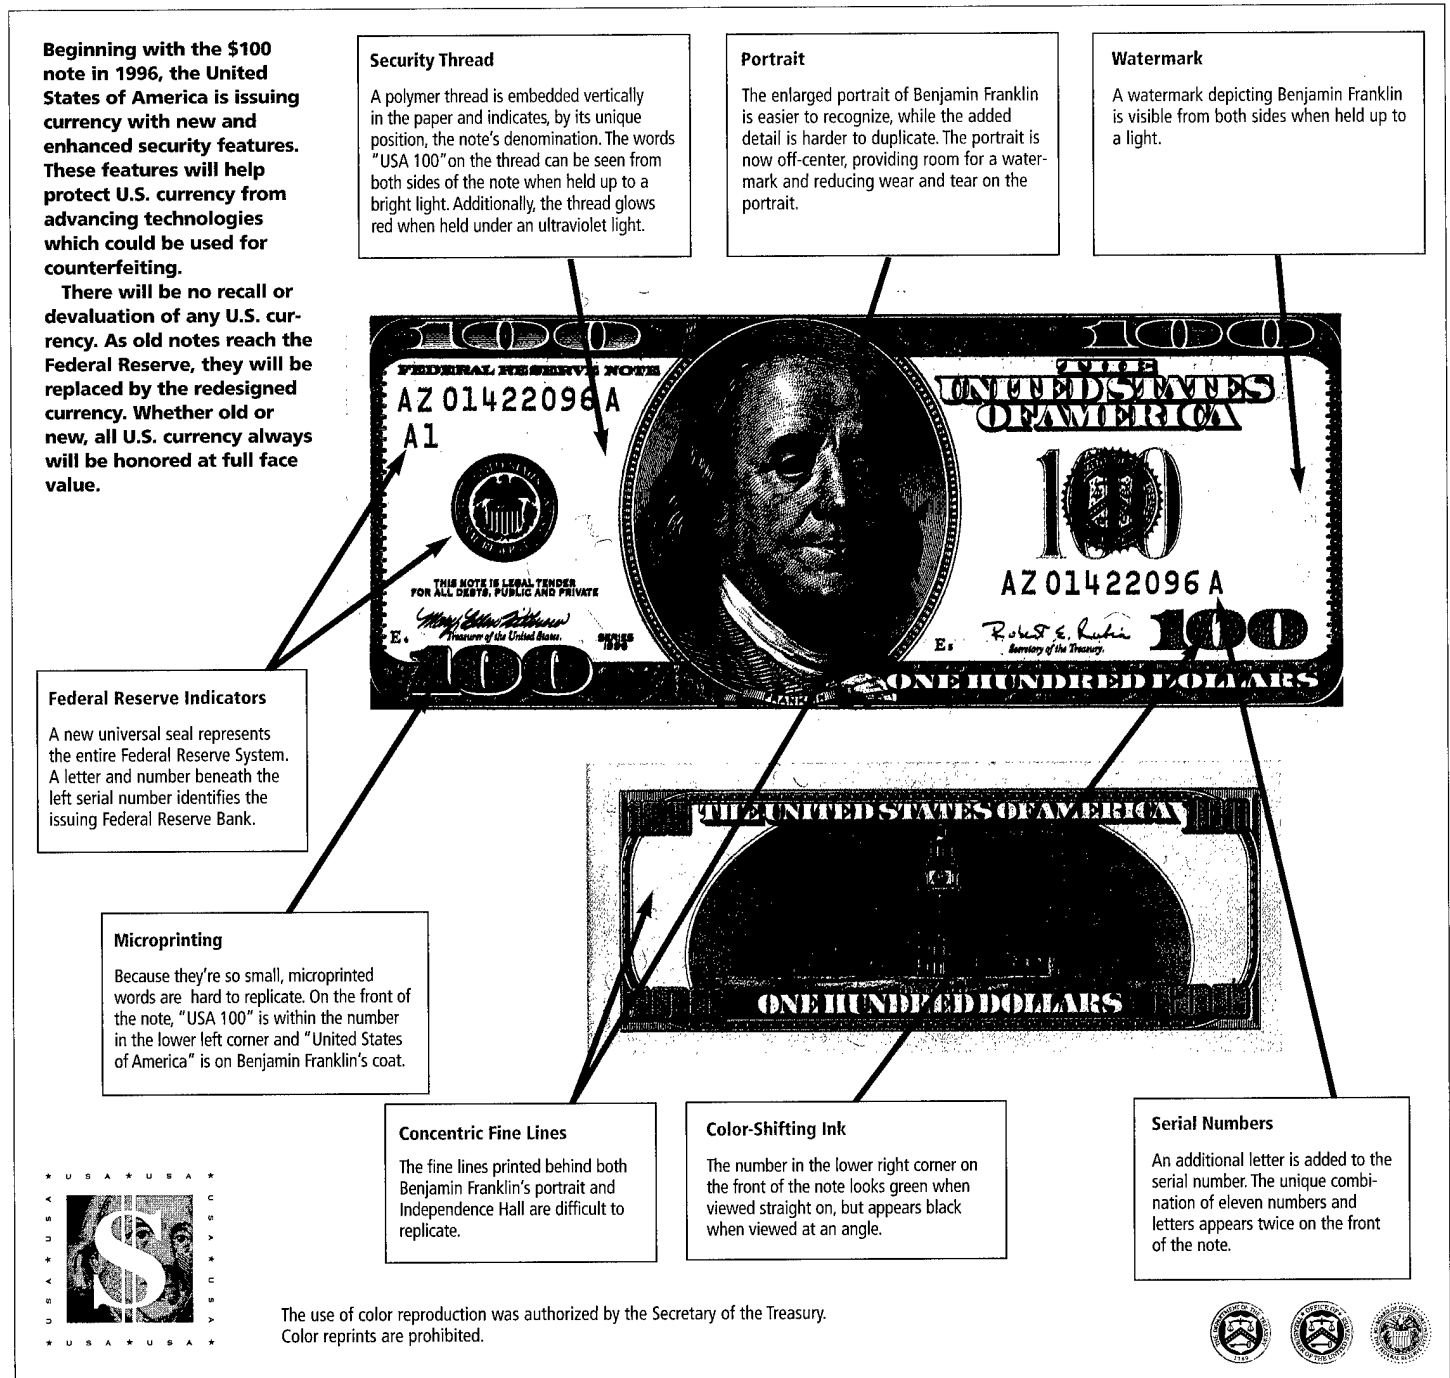 Beginning with the $100
note in 1996, the United
States of America is issuing
currency with new and
enhanced security features.
These features will help
protect U.S. currency from
advancing technologies
which could be used for
counterfeiting.
There will be no recall or
devaluation of any U.S. cur-
rency. As old notes reach the
Federal Reserve, they will be
replaced by the redesigned
currency. Whether old or
new, all U.S. currency always
will be honored at full face
value.
Security Thread
A polymer thread is embedded vertically
in the paper and indicates, by its unique
position, the note's denomination. The words
"USA 100" on the thread can be seen from
both sides of the note when held up to a
bright light. Additionally, the thread glows
red when held under an ultraviolet light.
Portrait
The enlarged portrait of Benjamin Franklin
is easier to recognize, while the added
detail is harder to duplicate. The portrait is
now off-center, providing room for a water-
mark and reducing wear and tear on the
portrait.
Watermark
A watermark depicting Benjamin Franklin
is visible from both sides when held up to
a light.
100
100
FEDERAL RESERVE NOTE
AZ 01422096 A
A1
THE
UNITED STATES
OF AMERICA
100
AZ 01422096 A
THIS NOTE IS LEGAL TENDER
FOR ALL DEBTS, PUBLIC AND PRIVATE
Treasurer of the United States.
SERIES
1996
Robert E. Rubin
Secretary of the Treasury.
100
100
FRANKLIN
ONE HUNDRED DOLLARS
Federal Reserve Indicators
A new universal seal represents
the entire Federal Reserve System.
A letter and number beneath the
left serial number identifies the
issuing Federal Reserve Bank.
THE UNITED STATES OF AMERICA
ONE HUNDRED DOLLARS
Microprinting
Because they're so small, microprinted
words are hard to replicate. On the front of
the note, "USA 100" is within the number
in the lower left corner and "United States
of America" is on Benjamin Franklin's coat.
Concentric Fine Lines
The fine lines printed behind both
Benjamin Franklin's portrait and
Independence Hall are difficult to
replicate.
Color-Shifting Ink
The number in the lower right corner on
the front of the note looks green when
viewed straight on, but appears black
when viewed at an angle.
Serial Numbers
An additional letter is added to the
serial number. The unique combi-
nation of eleven numbers and
letters appears twice on the front
of the note.
* USA * USA *
USA * USA
$
USA * USA
* USA * USA *
The use of color reproduction was authorized by the Secretary of the Treasury.
Color reprints are prohibited.